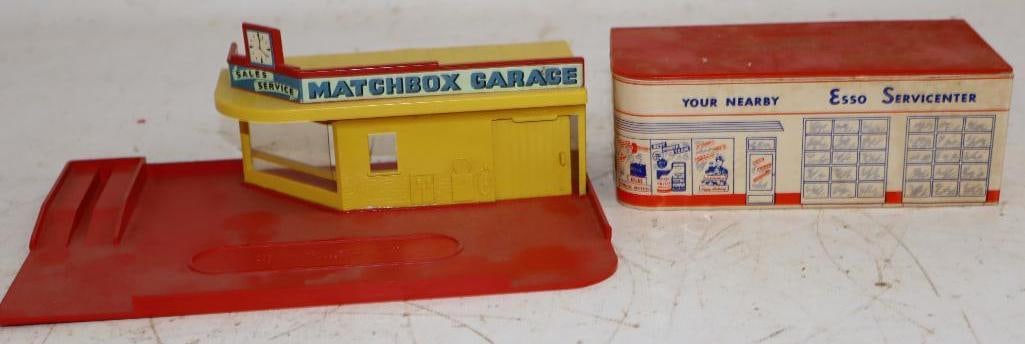 SALES
SERVICE
MATCHBOX GARAGE
YOUR NEARBY ESSO SERVICENTER